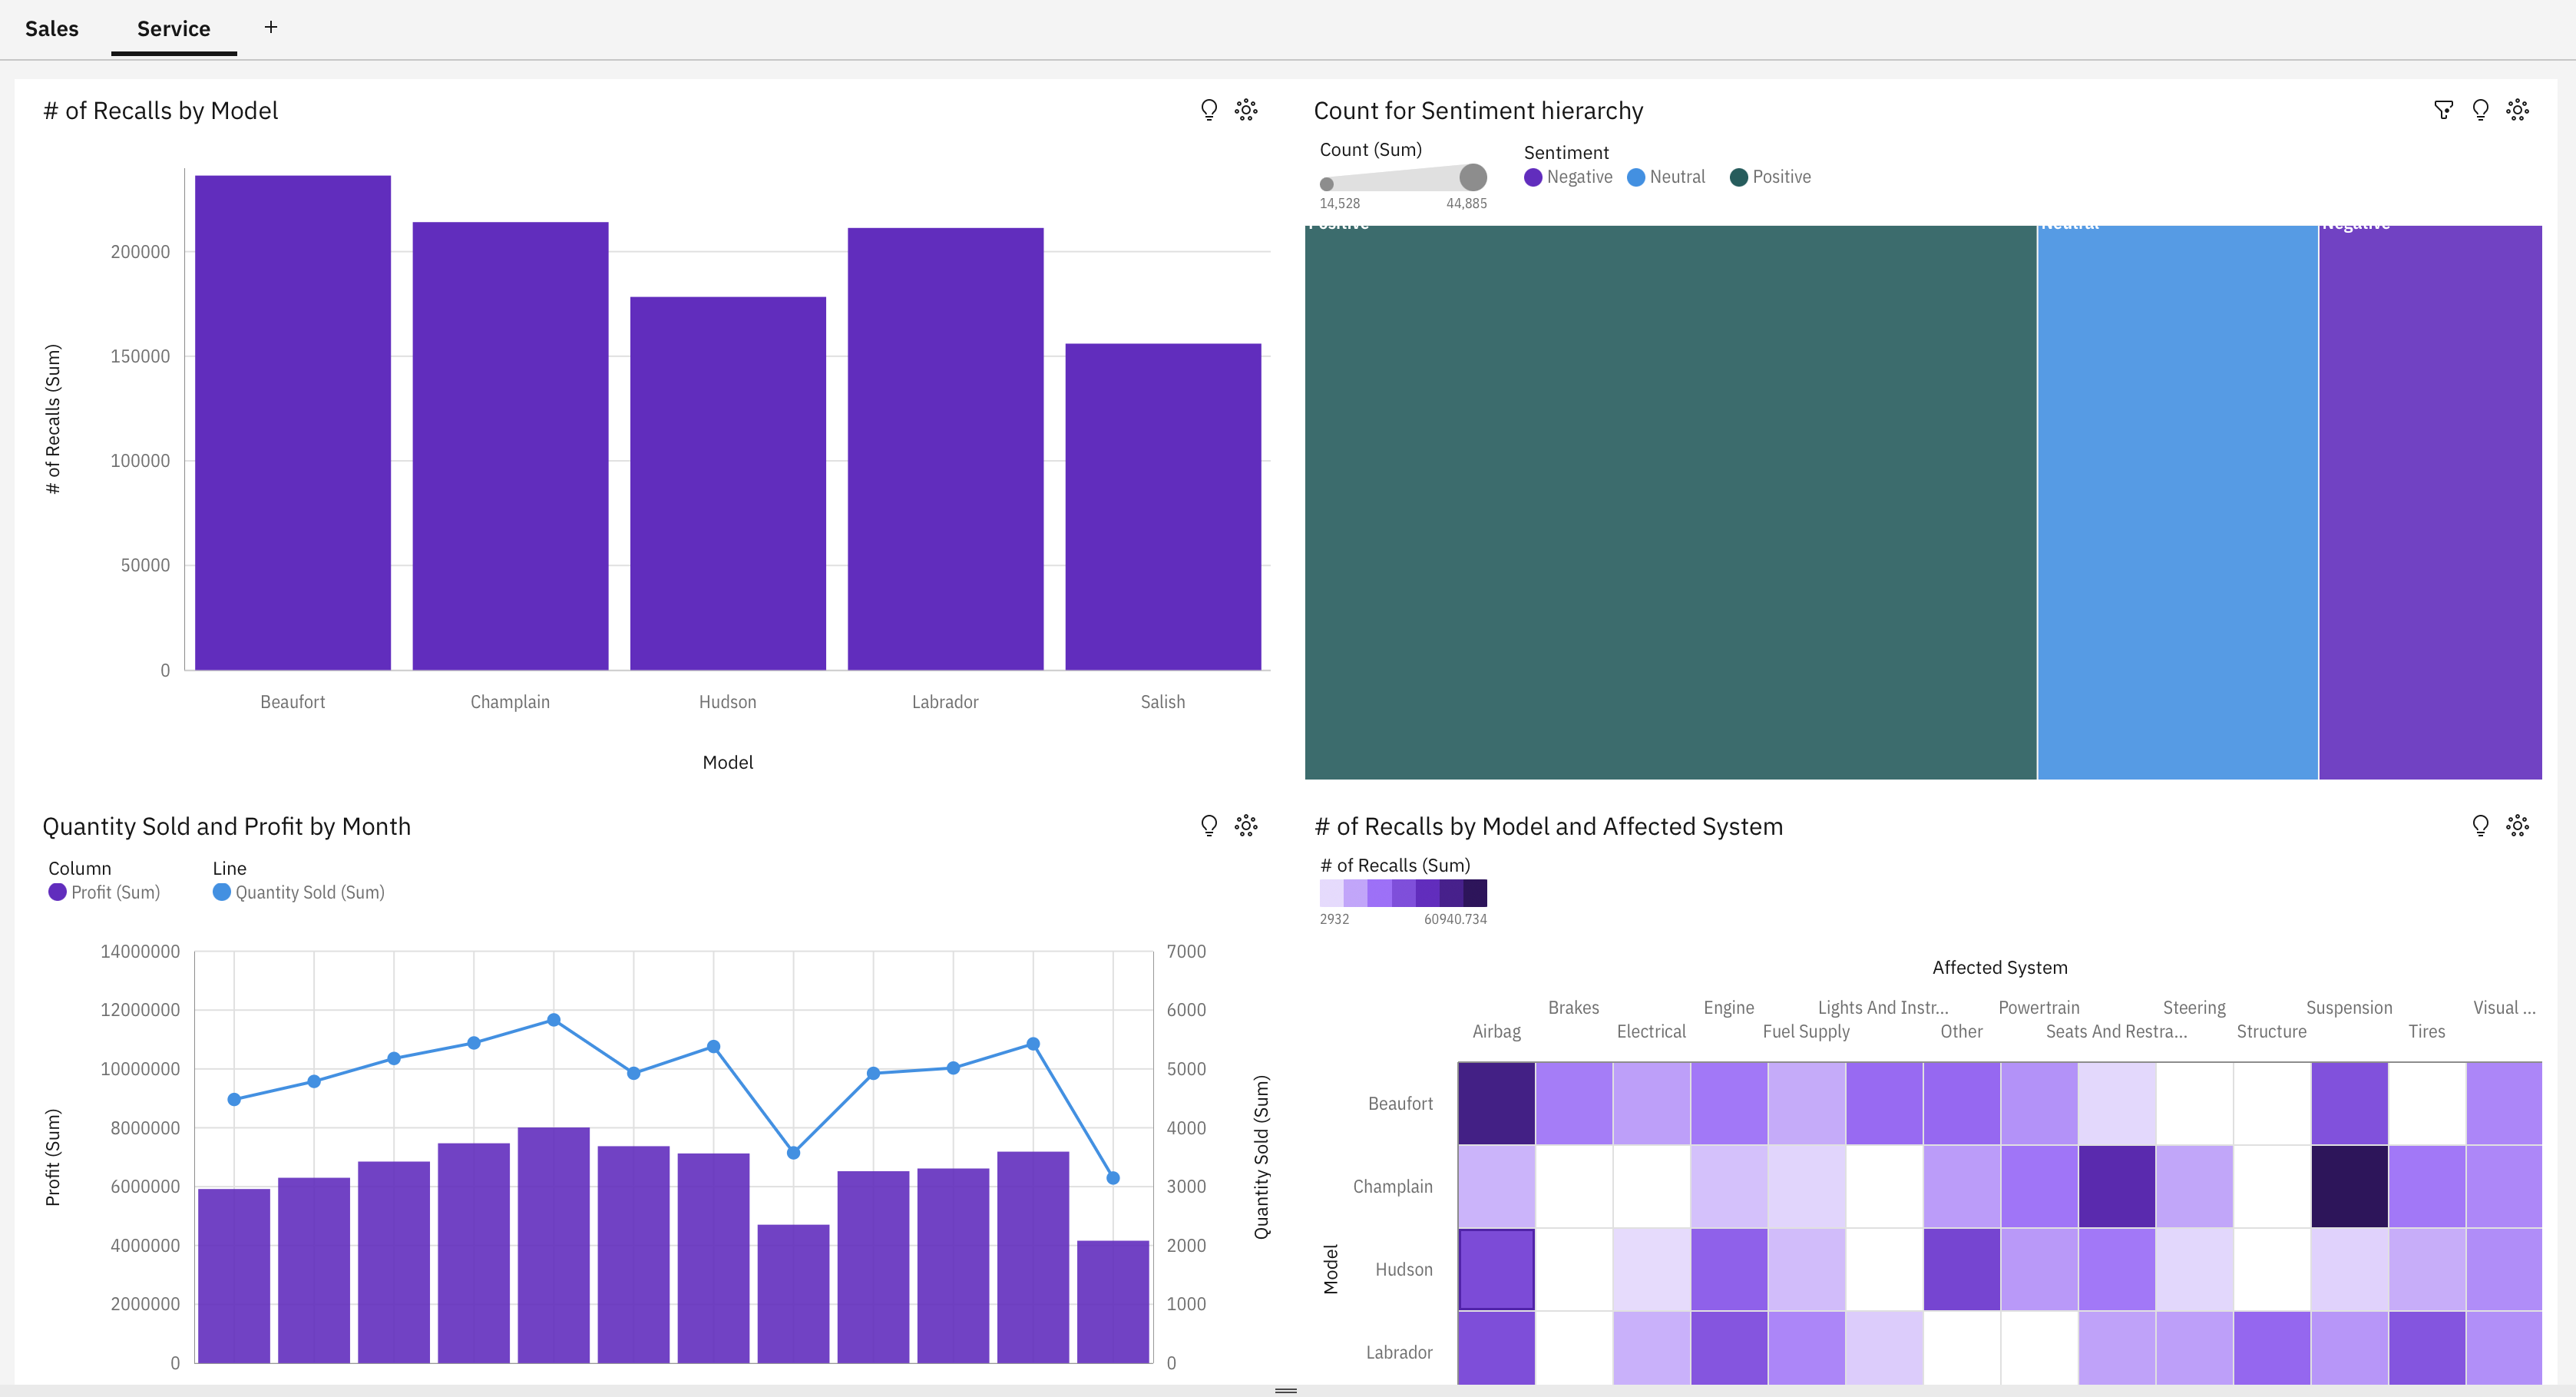 Sales Service +
# of Recalls by Model
# of Recalls (Sum)
200000
150000
100000
50000
0
Beaufort Champlain Hudson Labrador Salish
Model
Count for Sentiment hierarchy
Count (Sum)
14,528 44,885
Sentiment
Negative Neutral Positive
Positive Neutral Negative
Quantity Sold and Profit by Month
Column Line
Profit (Sum) Quantity Sold (Sum)
Profit (Sum)
14000000
12000000
10000000
8000000
6000000
4000000
2000000
0
7000
6000
5000
4000
3000
2000
1000
0
Quantity Sold (Sum)
# of Recalls by Model and Affected System
# of Recalls (Sum)
2932 60940.734
Affected System
Brakes Engine Lights And Instr... Powertrain Steering Suspension Visual ...
Airbag Electrical Fuel Supply Other Seats And Restra... Structure Tires
Model
Beaufort
Champlain
Hudson
Labrador